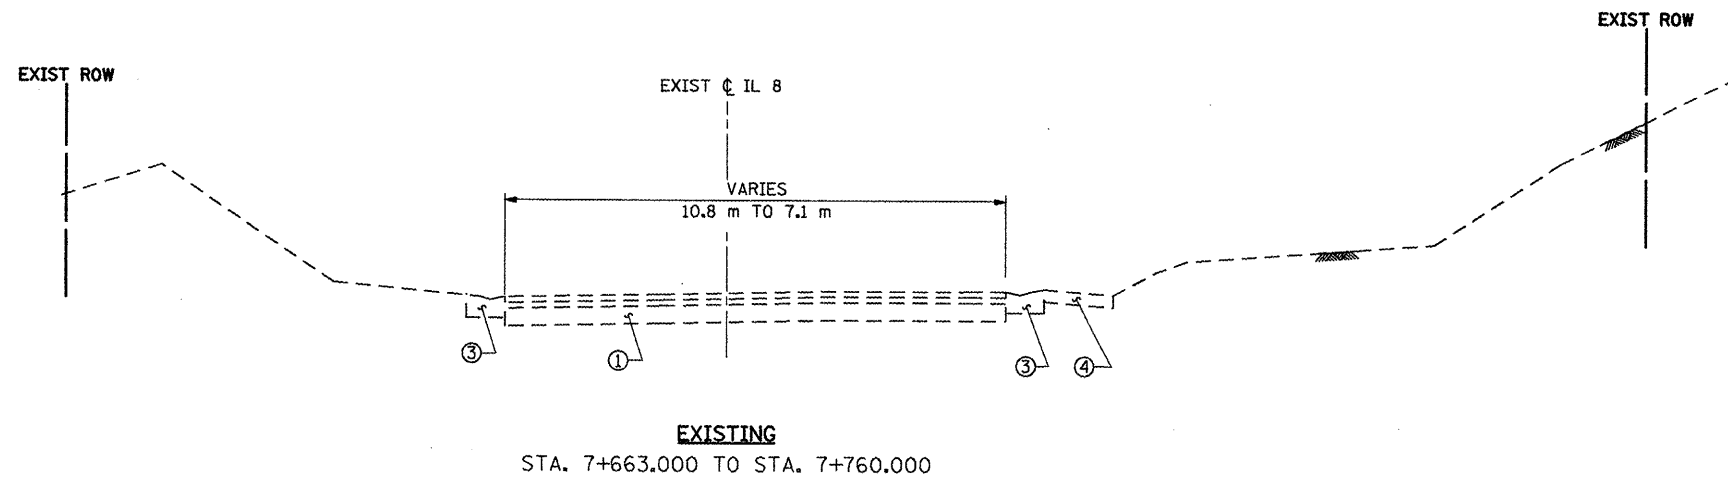 EXIST ROW
EXIST ROW
EXIST ℄ IL 8
VARIES
10.8 m TO 7.1 m
3
1
3
4
EXISTING
STA. 7+663.000 TO STA. 7+760.000